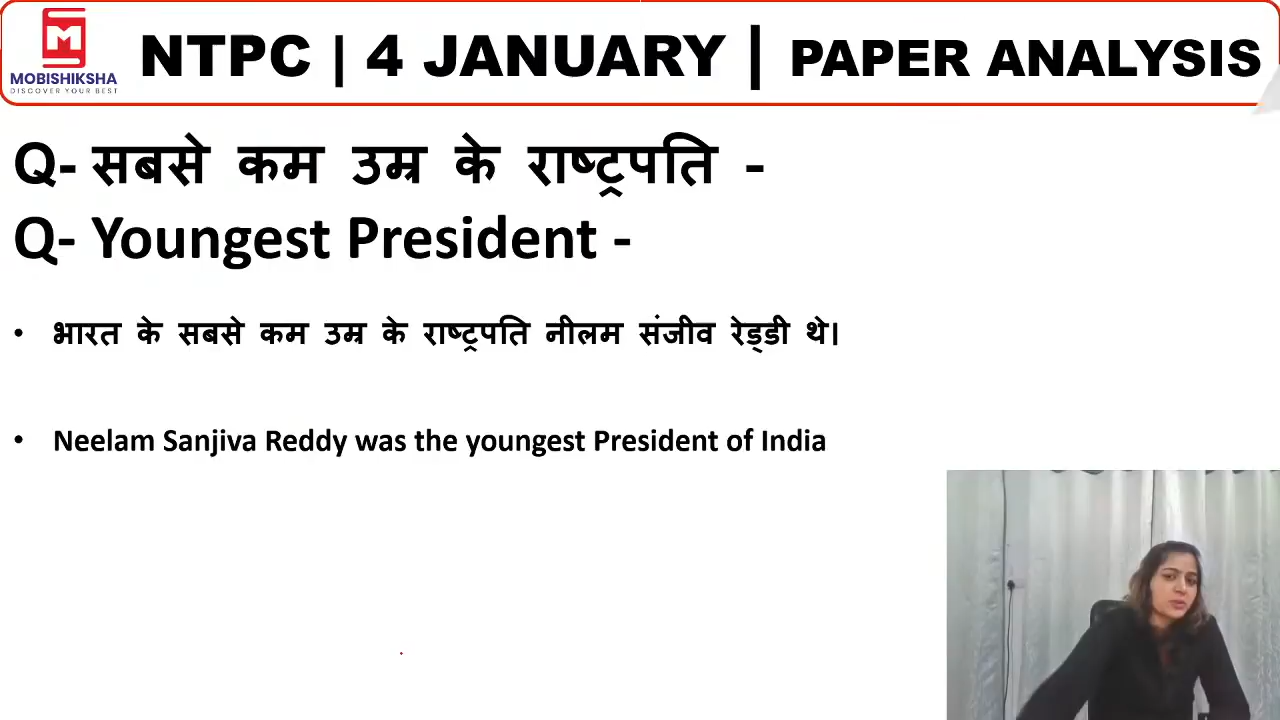 MOBISHIKSHA
DISCOVER YOUR BEST
NTPC | 4 JANUARY | PAPER ANALYSIS
Q- सबसे कम उम्र के राष्ट्रपति -
Q- Youngest President -
• भारत के सबसे कम उम्र के राष्ट्रपति नीलम संजीव रेड्डी थे।
• Neelam Sanjiva Reddy was the youngest President of India